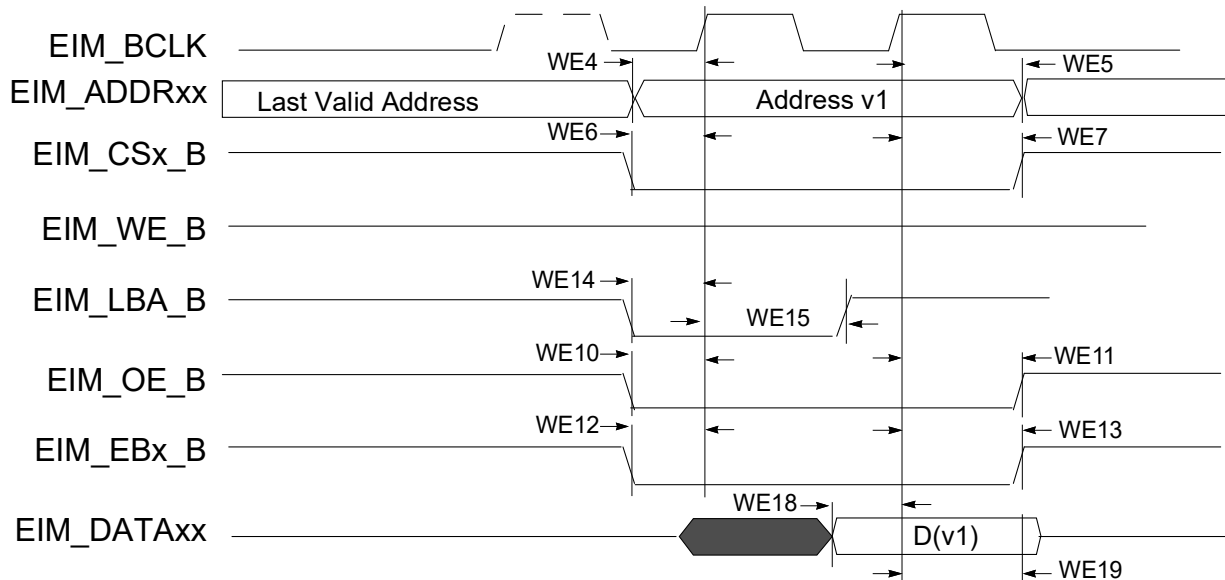 EIM_BCLK
WE4
WE5
EIM_ADDRxx
Last Valid Address
Address v1
WE6
WE7
EIM_CSx_B
EIM_WE_B
WE14
EIM_LBA_B
WE15
WE10
WE11
EIM_OE_B
WE12
WE13
EIM_EBx_B
WE18
EIM_DATAxx
D(v1)
WE19